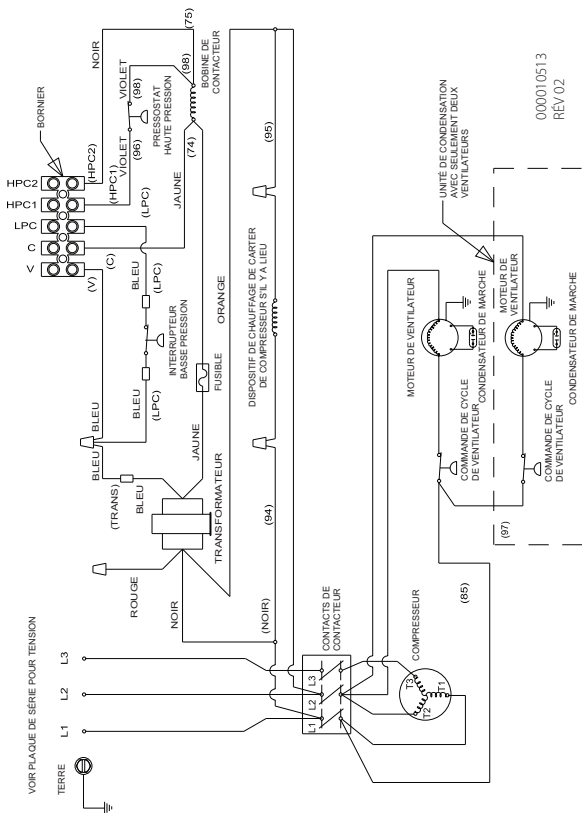 VOIR PLAQUE DE SÉRIE POUR TENSION
TERRE
L1
L2
L3
ROUGE
NOIR
(NOIR)
TRANSFORMATEUR
(TRANS)
BLEU
BLEU
BLEU
(V)
(C)
BLEU
(LPC)
INTERRUPTEUR
BASSE PRESSION
BLEU
(LPC)
(LPC)
V
C
LPC
HPC1
HPC2
BORNIER
(HPC2)
(HPC1)
NOIR
(75)
VIOLET
(96)
VIOLET
(98)
PRESSOSTAT
HAUTE PRESSION
(98)
BOBINE DE
CONTACTEUR
(74)
JAUNE
JAUNE
FUSIBLE
ORANGE
(94)
(95)
DISPOSITIF DE CHAUFFAGE DE CARTER
DE COMPRESSEUR S'IL Y A LIEU
CONTACTS DE
CONTACTEUR
L1
L2
L3
COMPRESSEUR
T1
T2
T3
(85)
(97)
MOTEUR DE VENTILATEUR
CONDENSATEUR DE MARCHE
COMMANDE DE CYCLE
DE VENTILATEUR
UNITÉ DE CONDENSATION
AVEC SEULEMENT DEUX
VENTILATEURS
MOTEUR DE
VENTILATEUR
CONDENSATEUR DE MARCHE
COMMANDE DE CYCLE
DE VENTILATEUR
000010513
RÉV 02